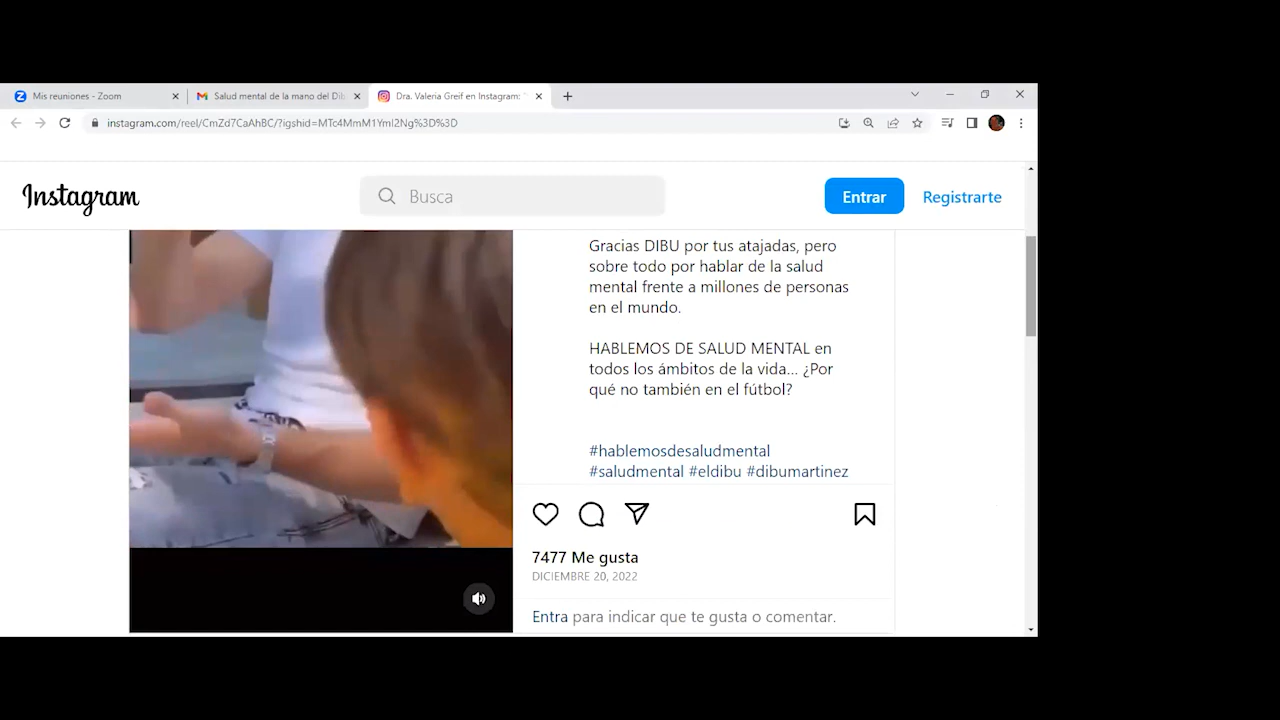 Mis reuniones - Zoom
Salud mental de la mano del Dib
Dra. Valeria Greif en Instagram: "
instagram.com/reel/CmZd7CaAhBC/?igshid=MTc4MmM1YmI2Ng%3D%3D
Instagram
Busca
Entrar
Registrarte
Gracias DIBU por tus atajadas, pero
sobre todo por hablar de la salud
mental frente a millones de personas
en el mundo.
HABLEMOS DE SALUD MENTAL en
todos los ámbitos de la vida... ¿Por
qué no también en el fútbol?
#hablemosdesaludmental
#saludmental #eldibu #dibumartinez
7477 Me gusta
DICIEMBRE 20, 2022
Entra para indicar que te gusta o comentar.